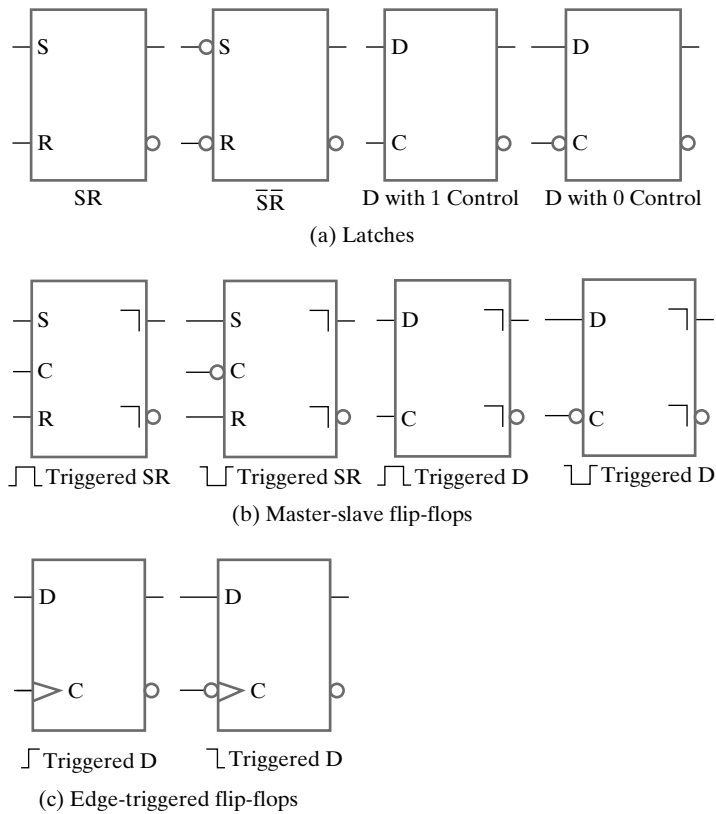 S S D D
R R C C
SR S̅R̅ D with 1 Control D with 0 Control
(a) Latches
S S D D
C C
R R C C
Triggered SR Triggered SR Triggered D Triggered D
(b) Master-slave flip-flops
D D
C C
Triggered D Triggered D
(c) Edge-triggered flip-flops